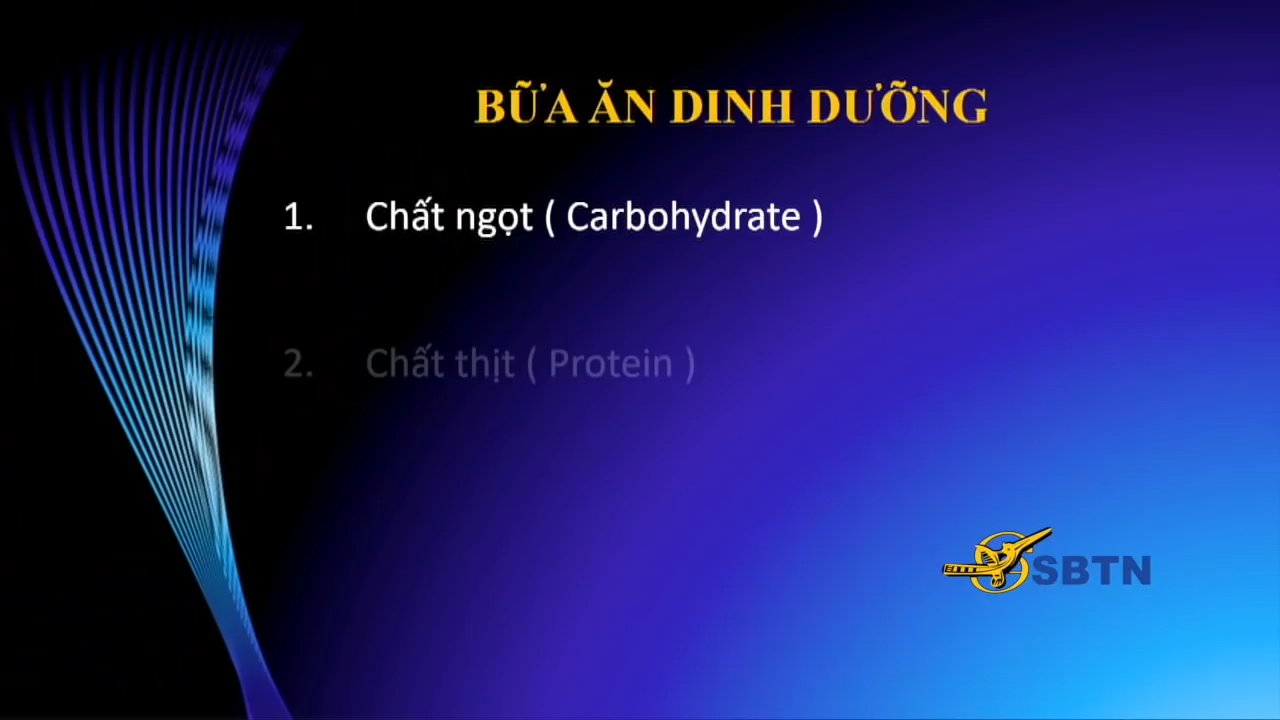 BỮA ĂN DINH DƯỠNG
1. Chất ngọt ( Carbohydrate )
2. Chất thịt ( Protein )
SBTN